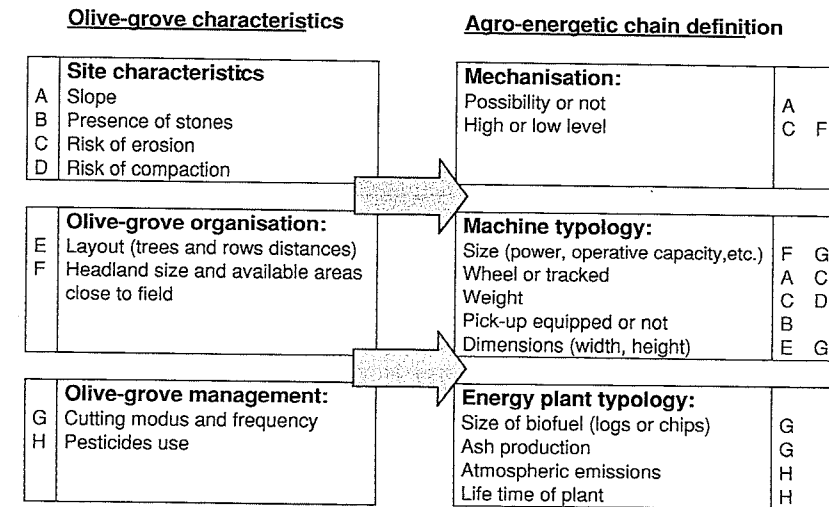 Olive-grove characteristics
Site characteristics
A Slope
B Presence of stones
C Risk of erosion
D Risk of compaction
Olive-grove organisation:
E Layout (trees and rows distances)
F Headland size and available areas
close to field
Olive-grove management:
G Cutting modus and frequency
H Pesticides use
Agro-energetic chain definition
Mechanisation:
Possibility or not A
High or low level C F
Machine typology:
Size (power, operative capacity,etc.) F G
Wheel or tracked A C
Weight C D
Pick-up equipped or not B
Dimensions (width, height) E G
Energy plant typology:
Size of biofuel (logs or chips) G
Ash production G
Atmospheric emissions H
Life time of plant H